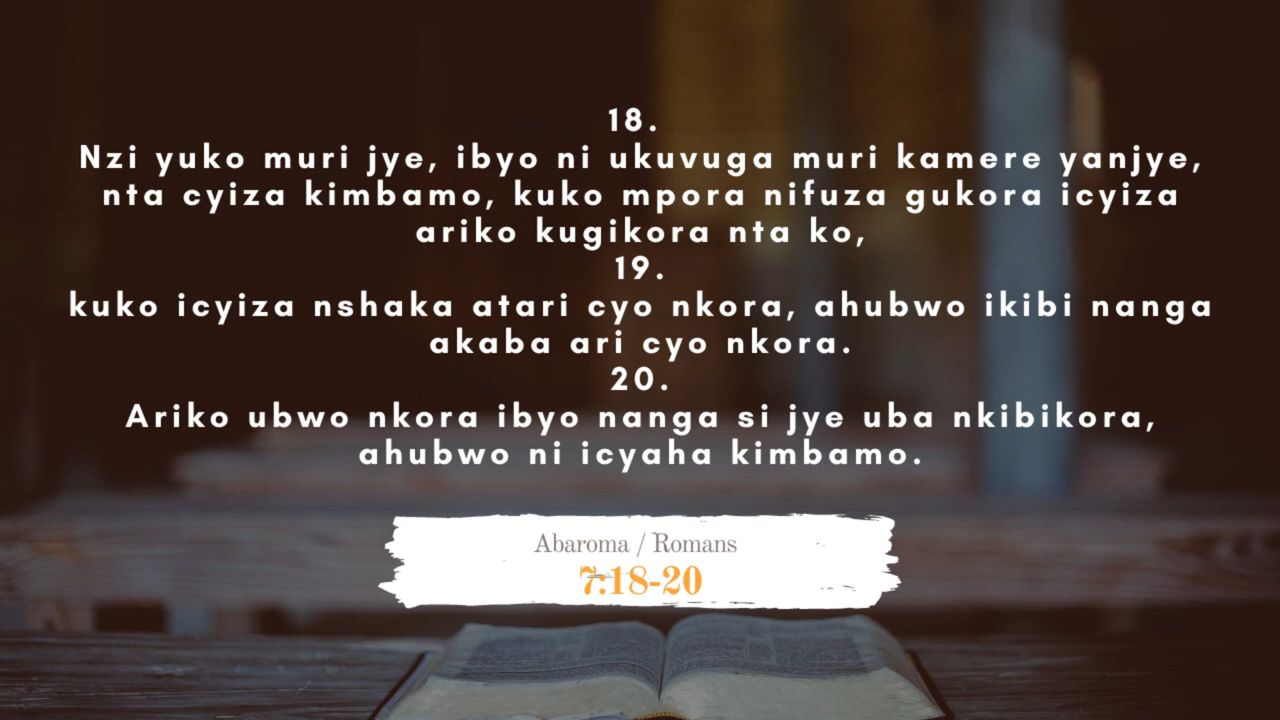 18.
Nzi yuko muri jye, ibyo ni ukuvuga muri kamere yanjye,
nta cyiza kimbamo, kuko mpora nifuza gukora icyiza
ariko kugikora nta ko,
19.
kuko icyiza nshaka atari cyo nkora, ahubwo ikibi nanga
akaba ari cyo nkora.
20.
Ariko ubwo nkora ibyo nanga si jye uba nkibikora,
ahubwo ni icyaha kimbamo.
Abaroma / Romans
7:18-20